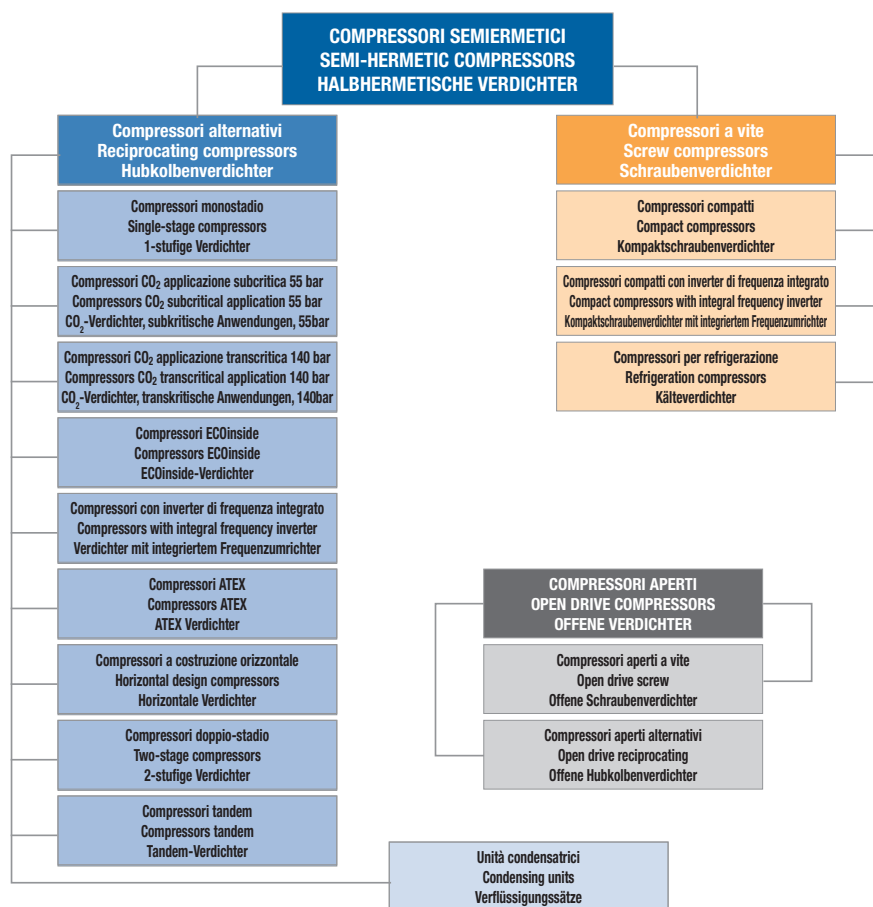 COMPRESSORI SEMIERMETICI
SEMI-HERMETIC COMPRESSORS
HALBHERMETISCHE VERDICHTER
Compressori alternativi
Reciprocating compressors
Hubkolbenverdichter
Compressori monostadio
Single-stage compressors
1-stufige Verdichter
Compressori CO₂ applicazione subcritica 55 bar
Compressors CO₂ subcritical application 55 bar
CO₂-Verdichter, subkritische Anwendungen, 55bar
Compressori CO₂ applicazione transcritica 140 bar
Compressors CO₂ transcritical application 140 bar
CO₂-Verdichter, transkritische Anwendungen, 140bar
Compressori ECOinside
Compressors ECOinside
ECOinside-Verdichter
Compressori con inverter di frequenza integrato
Compressors with integral frequency inverter
Verdichter mit integriertem Frequenzumrichter
Compressori ATEX
Compressors ATEX
ATEX Verdichter
Compressori a costruzione orizzontale
Horizontal design compressors
Horizontale Verdichter
Compressori doppio-stadio
Two-stage compressors
2-stufige Verdichter
Compressori tandem
Compressors tandem
Tandem-Verdichter
Compressori a vite
Screw compressors
Schraubenverdichter
Compressori compatti
Compact compressors
Kompaktschraubenverdichter
Compressori compatti con inverter di frequenza integrato
Compact compressors with integral frequency inverter
Kompaktschraubenverdichter mit integriertem Frequenzumrichter
Compressori per refrigerazione
Refrigeration compressors
Kälteverdichter
COMPRESSORI APERTI
OPEN DRIVE COMPRESSORS
OFFENE VERDICHTER
Compressori aperti a vite
Open drive screw
Offene Schraubenverdichter
Compressori aperti alternativi
Open drive reciprocating
Offene Hubkolbenverdichter
Unità condensatrici
Condensing units
Verflüssigungssätze